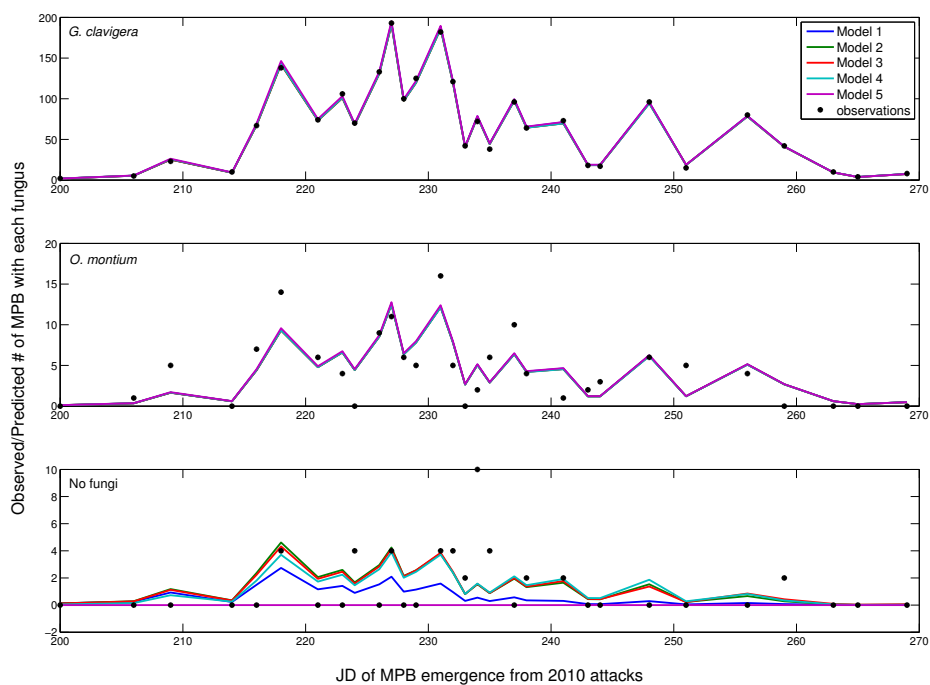 Observed/Predicted # of MPB with each fungus
G. clavigera
200
150
100
50
0
200 210 220 230 240 250 260 270
Model 1
Model 2
Model 3
Model 4
Model 5
observations
O. montium
20
15
10
5
0
200 210 220 230 240 250 260 270
No fungi
10
8
6
4
2
0
−2
200 210 220 230 240 250 260 270
JD of MPB emergence from 2010 attacks